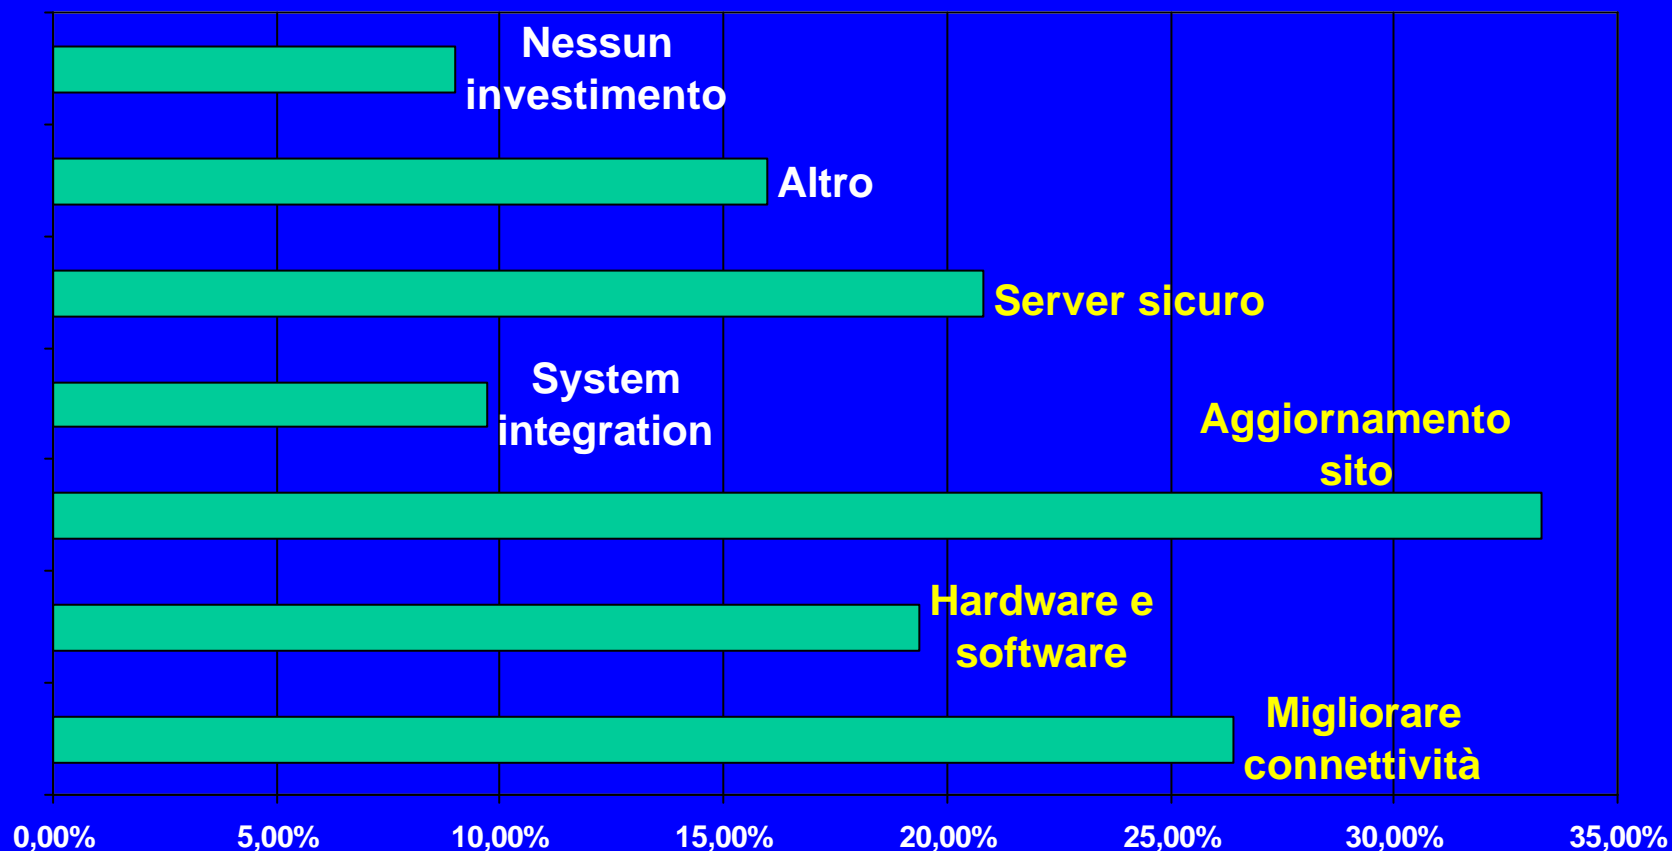 Nessun
investimento
Altro
Server sicuro
System
integration
Aggiornamento
sito
Hardware e
software
Migliorare
connettività
0,00% 5,00% 10,00% 15,00% 20,00% 25,00% 30,00% 35,00%